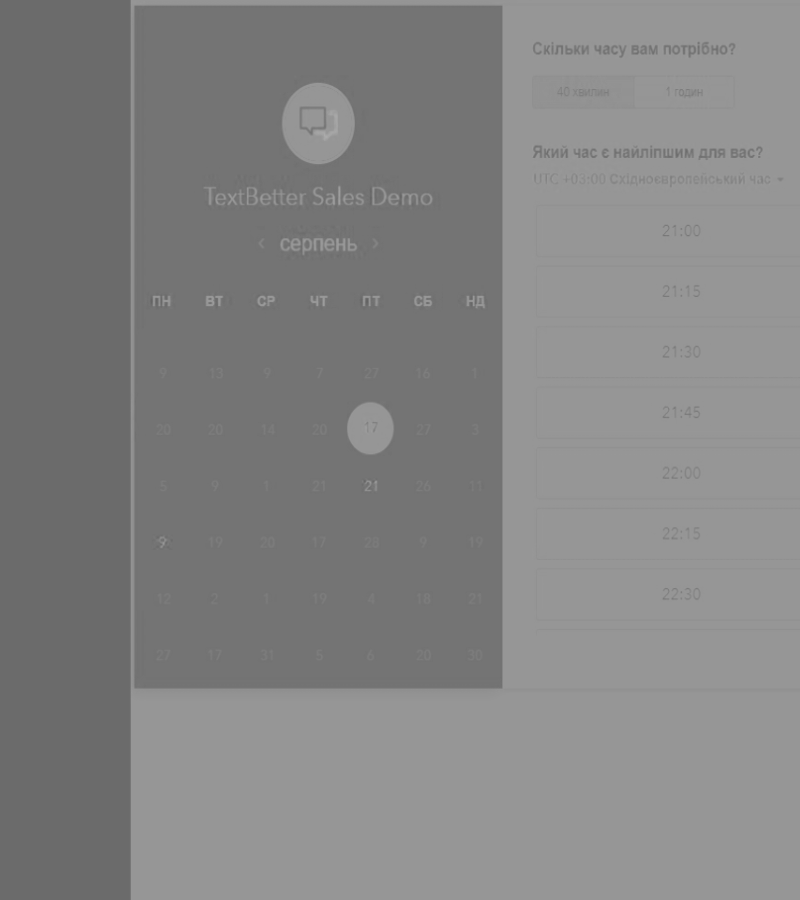 TextBetter Sales Demo
‹ серпень ›
ПН ВТ СР ЧТ ПТ СБ НД
9 13 9 7 27 16 1
20 20 14 20 17 27 3
5 9 1 21 21 26 11
9 19 20 17 28 9 19
12 2 1 19 4 18 21
27 17 31 5 6 20 30
Скільки часу вам потрібно?
40 хвилин 1 годин
Який час є найліпшим для вас?
UTC +03:00 Східноєвропейський час
21:00
21:15
21:30
21:45
22:00
22:15
22:30